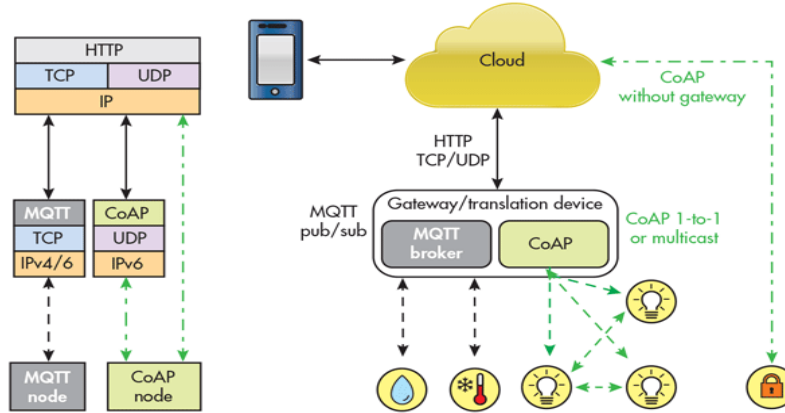 HTTP
TCP
UDP
IP
MQTT
TCP
IPv4/6
CoAP
UDP
IPv6
MQTT
node
CoAP
node
Cloud
CoAP
without gateway
HTTP
TCP/UDP
MQTT
pub/sub
Gateway/translation device
MQTT
broker
CoAP
CoAP 1-to-1
or multicast